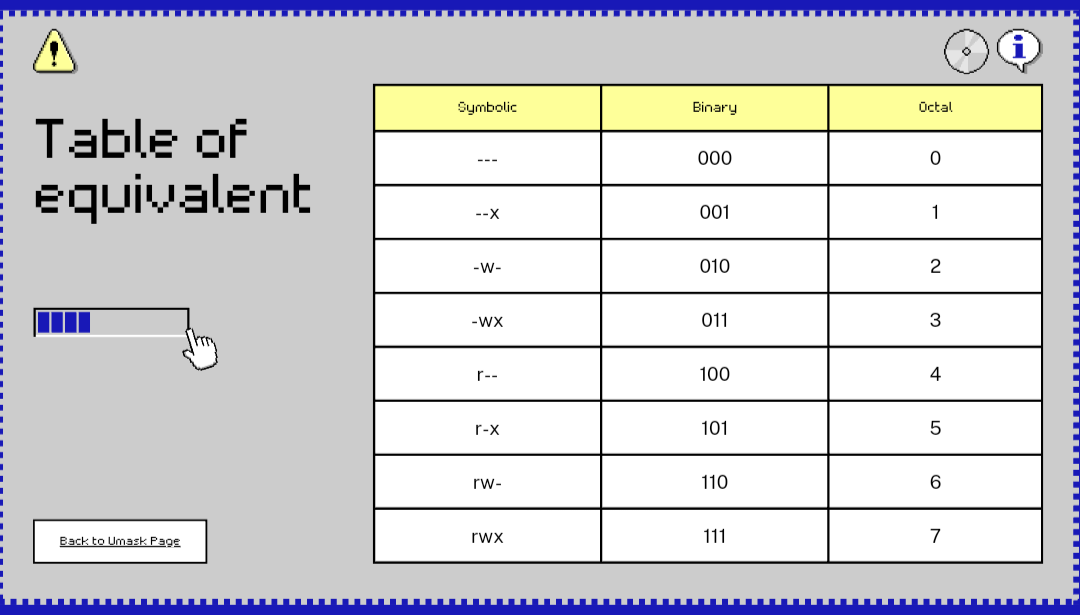 Table of
equivalent
Symbolic Binary Octal
--- 000 0
--x 001 1
-w- 010 2
-wx 011 3
r-- 100 4
r-x 101 5
rw- 110 6
rwx 111 7
Back to Umask Page